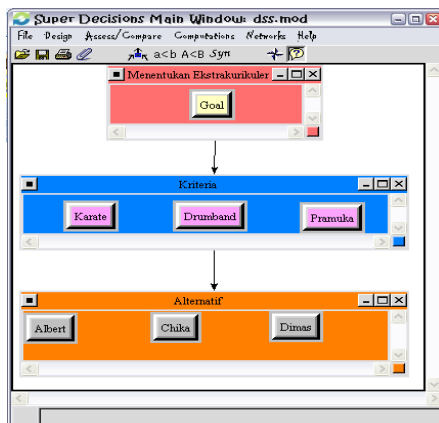 Super Decisions Main Window: dss.mod
File Design Assess/Compare Computations Networks Help
a<b A<B Syn
Menentukan Ekstrakurikuler
Goal
Kriteria
Karate Drumband Pramuka
Alternatif
Albert Chika Dimas